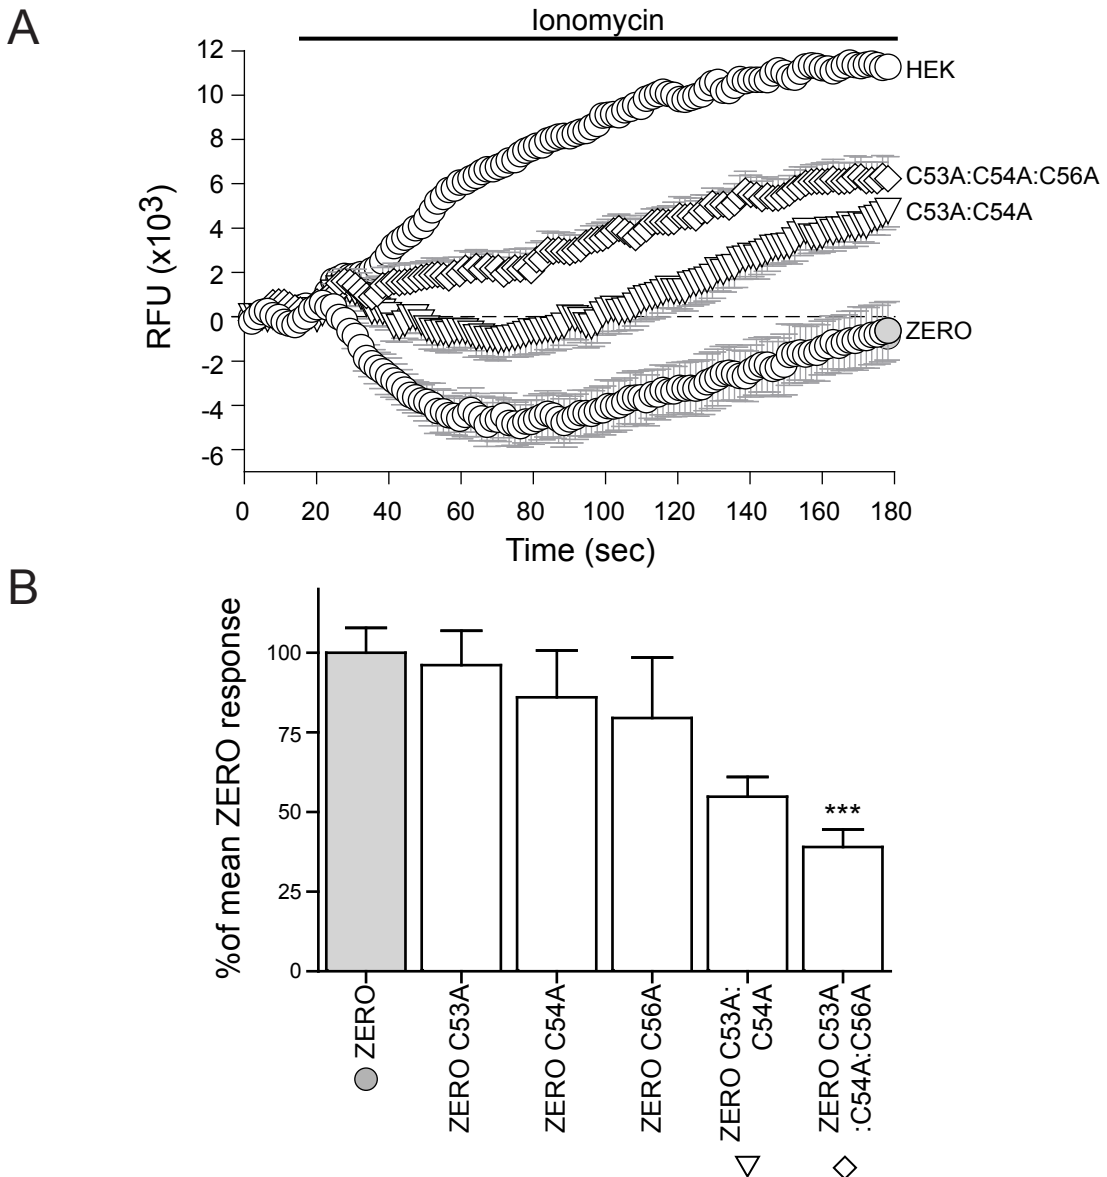 A
Ionomycin
RFU (x10³)
12
10
8
6
4
2
0
-2
-4
-6
HEK
C53A:C54A:C56A
C53A:C54A
ZERO
0 20 40 60 80 100 120 140 160 180
Time (sec)
B
%of mean ZERO response
100
75
50
25
0
***
ZERO
ZERO C53A
ZERO C54A
ZERO C56A
ZERO C53A:
C54A
ZERO C53A
:C54A:C56A